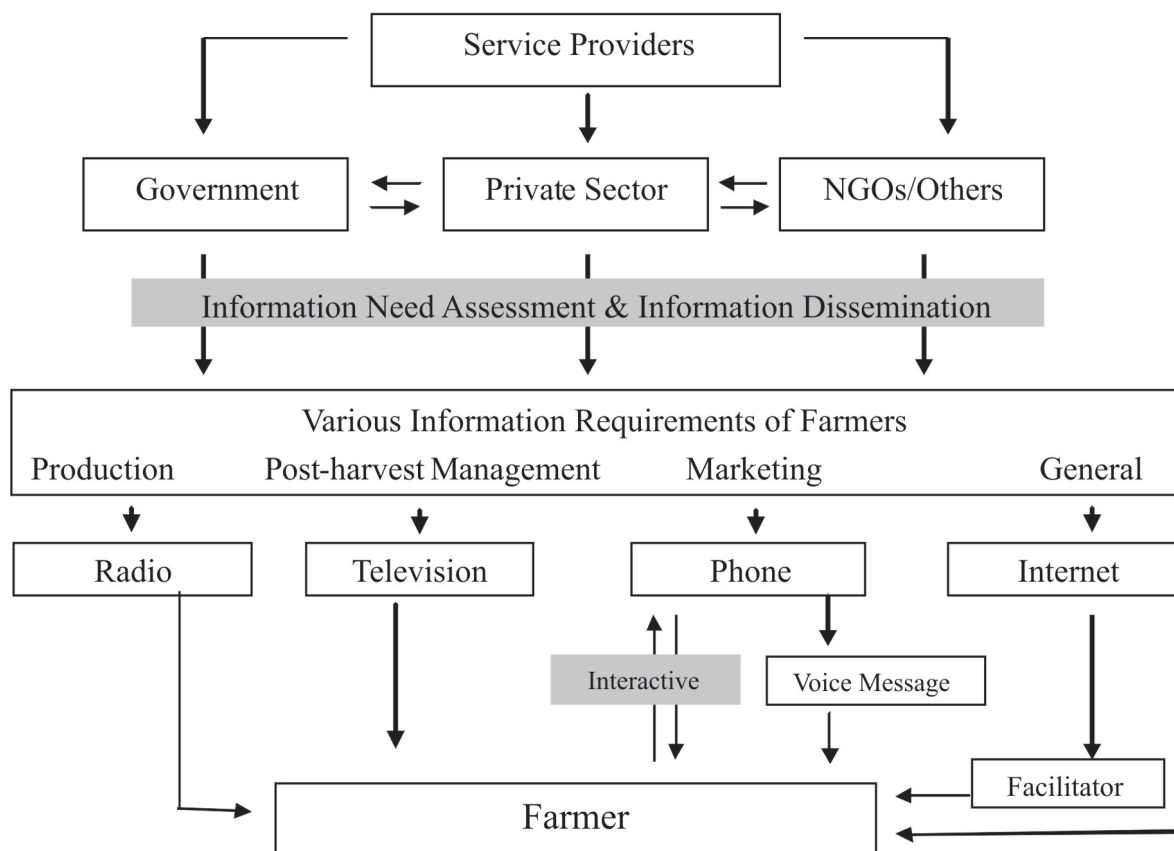 Service Providers
Government
Private Sector
NGOs/Others
Information Need Assessment & Information Dissemination
Various Information Requirements of Farmers
Production
Post-harvest Management
Marketing
General
Radio
Television
Phone
Internet
Interactive
Voice Message
Facilitator
Farmer